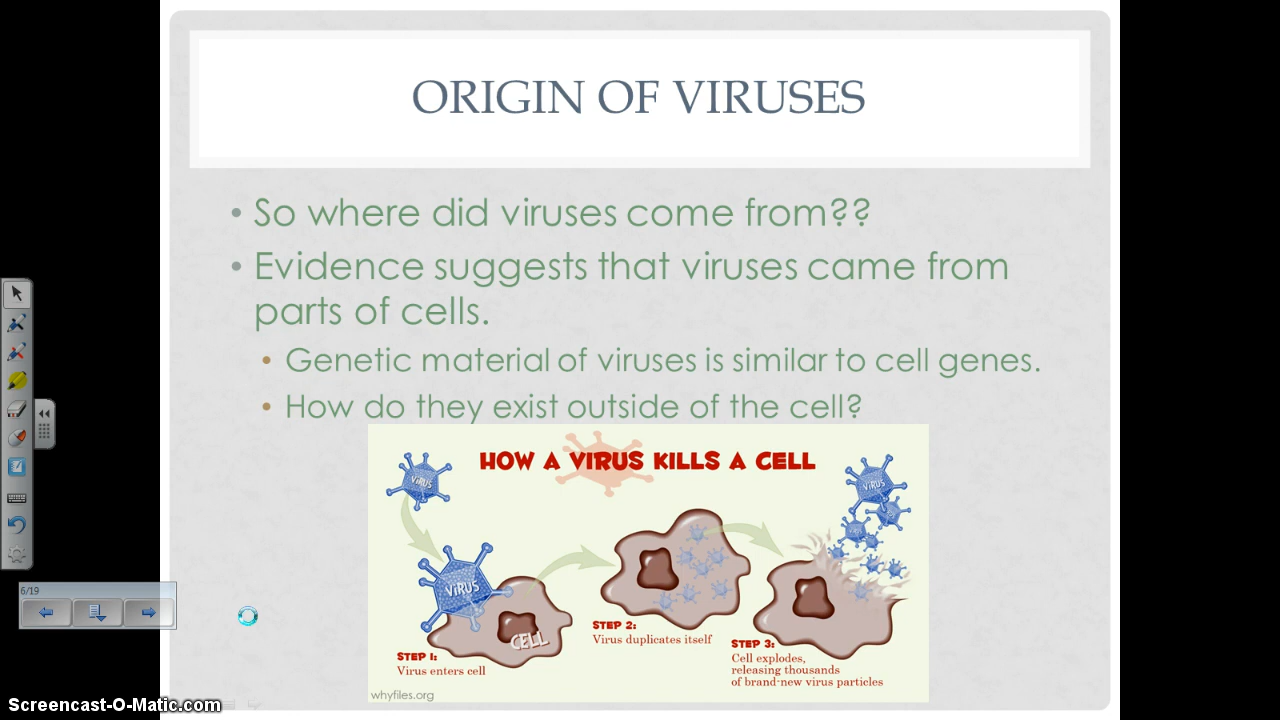 ORIGIN OF VIRUSES
• So where did viruses come from??
• Evidence suggests that viruses came from
parts of cells.
• Genetic material of viruses is similar to cell genes.
• How do they exist outside of the cell?
HOW A VIRUS KILLS A CELL
VIRUS
VIRUS
CELL
STEP 1:
Virus enters cell
STEP 2:
Virus duplicates itself
VIRUS
STEP 3:
Cell explodes,
releasing thousands
of brand-new virus particles
whyfiles.org
6/19
Screencast-O-Matic.com